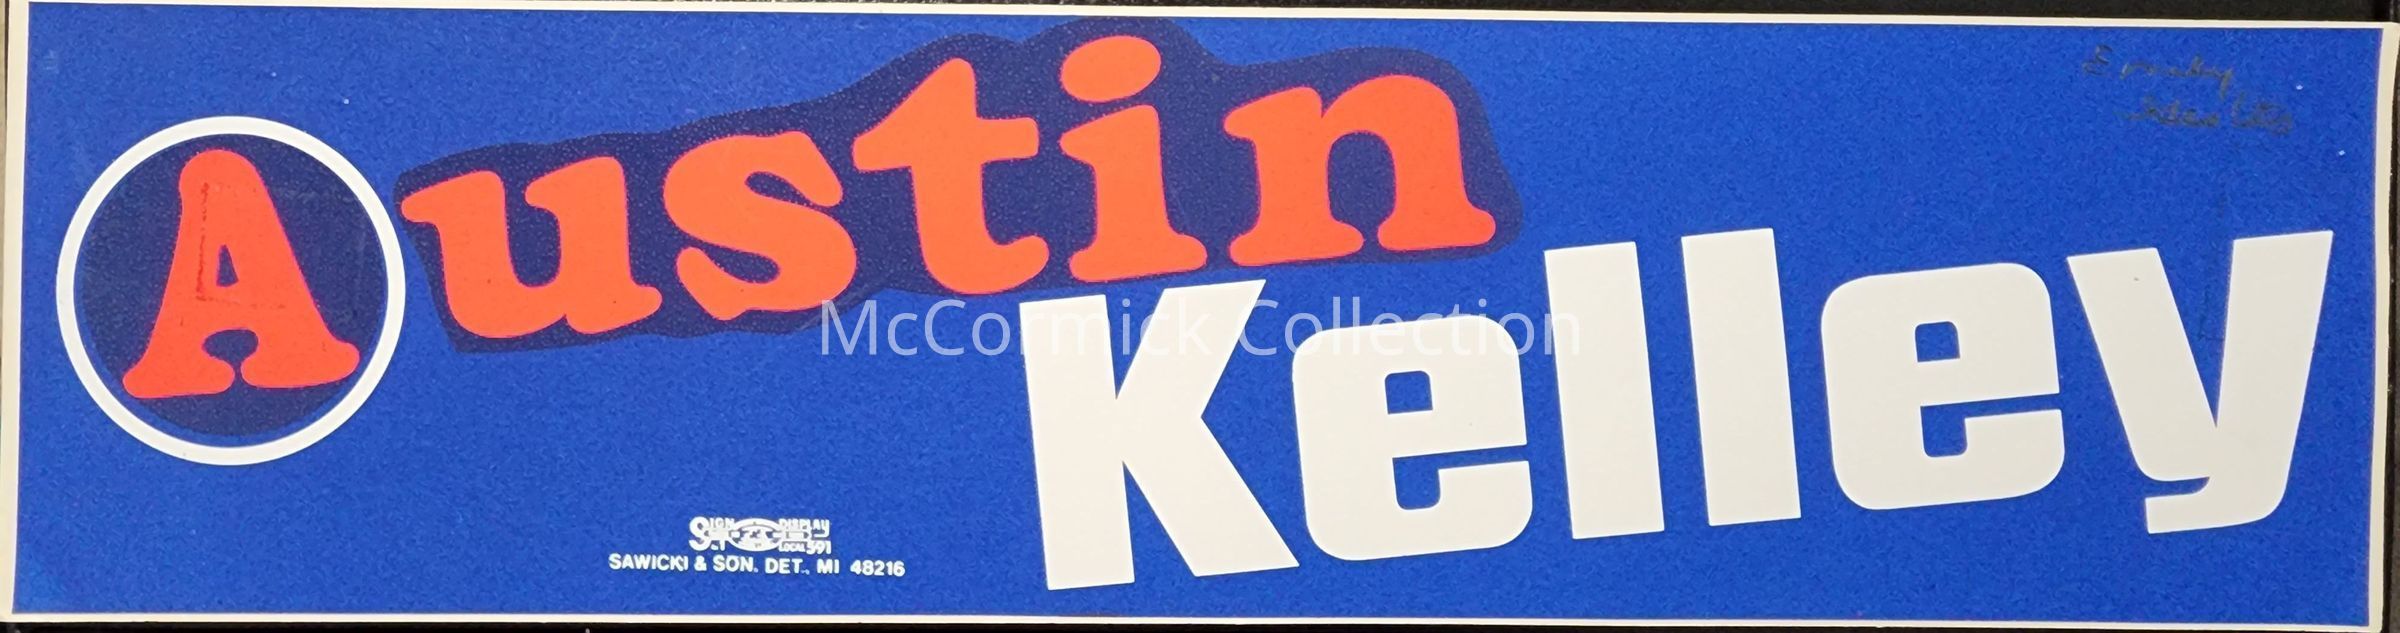 Austin
Kelley
McCormick Collection
SIGN DISPLAY
LOCAL 591
SAWICKI & SON. DET., MI 48216